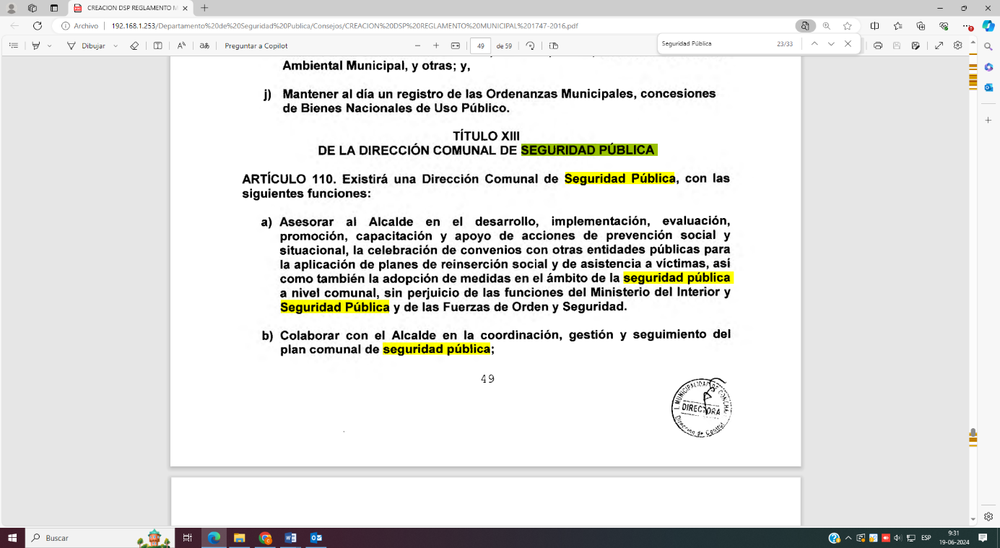 CREACION DSP REGLAMENTO M
Archivo
192.168.1.253/Departamento%20de%20Seguridad%20Publica/Consejos/CREACION%20DSP%20REGLAMENTO%20MUNICIPAL%201747-2016.pdf
Dibujar
Preguntar a Copilot
49
de 59
Seguridad Pública
23/33
Ambiental Municipal, y otras; y,
j) Mantener al día un registro de las Ordenanzas Municipales, concesiones
de Bienes Nacionales de Uso Público.
TÍTULO XIII
DE LA DIRECCIÓN COMUNAL DE SEGURIDAD PÚBLICA
ARTÍCULO 110. Existirá una Dirección Comunal de Seguridad Pública, con las
siguientes funciones:
a) Asesorar al Alcalde en el desarrollo, implementación, evaluación,
promoción, capacitación y apoyo de acciones de prevención social y
situacional, la celebración de convenios con otras entidades públicas para
la aplicación de planes de reinserción social y de asistencia a víctimas, así
como también la adopción de medidas en el ámbito de la seguridad pública
a nivel comunal, sin perjuicio de las funciones del Ministerio del Interior y
Seguridad Pública y de las Fuerzas de Orden y Seguridad.
b) Colaborar con el Alcalde en la coordinación, gestión y seguimiento del
plan comunal de seguridad pública;
49
I. MUNICIPALIDAD DE CONCHA
DIRECTORA
Dirección de Control
Buscar
ESP
9:31
19-06-2024